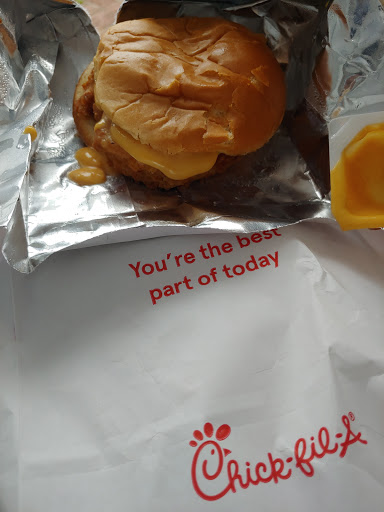 You're the best
part of today
Chick-fil-A®